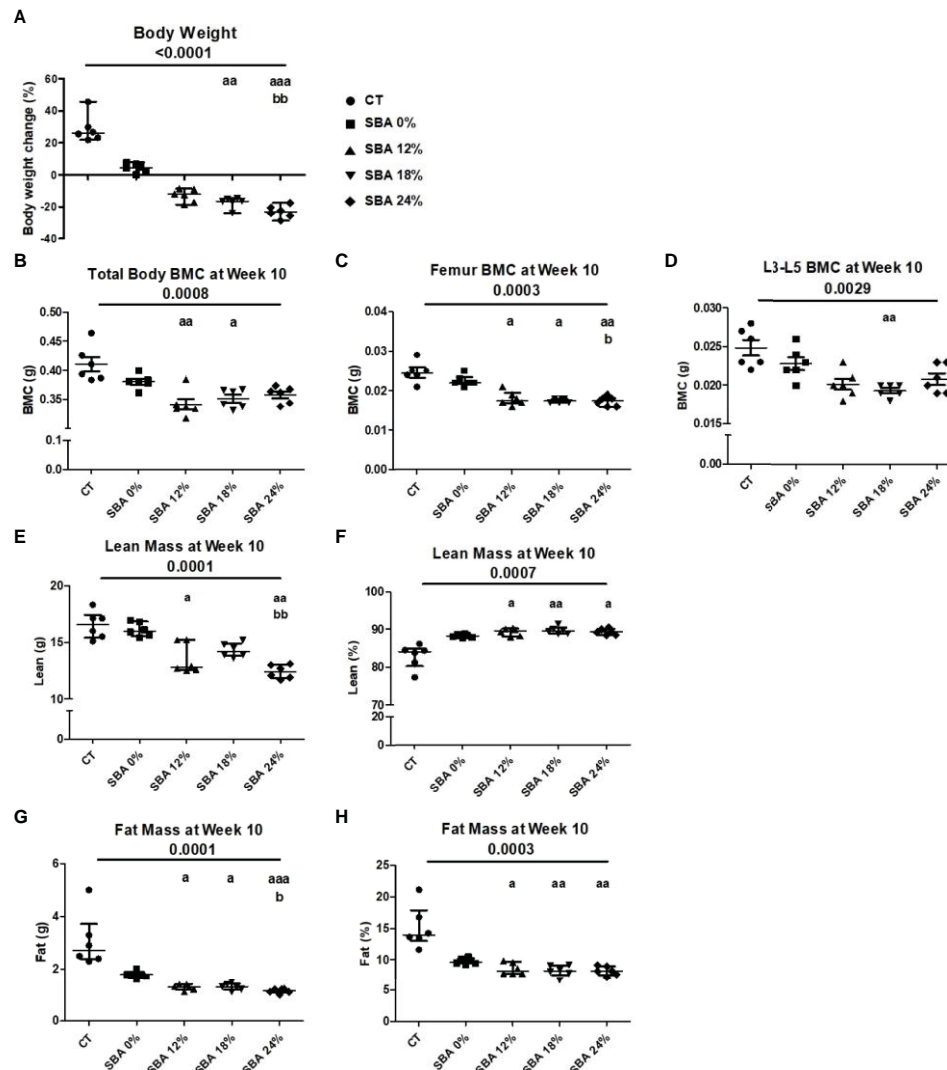 A
Body Weight
<0.0001
aa
aaa
bb
Body weight change (%)
60
40
20
0
-20
-40
CT
SBA 0%
SBA 12%
SBA 18%
SBA 24%
B
Total Body BMC at Week 10
0.0008
aa
a
BMC (g)
0.50
0.45
0.40
0.35
0.1
0.0
CT
SBA 0%
SBA 12%
SBA 18%
SBA 24%
C
Femur BMC at Week 10
0.0003
a
a
aa
b
BMC (g)
0.04
0.03
0.02
0.01
0.00
CT
SBA 0%
SBA 12%
SBA 18%
SBA 24%
D
L3-L5 BMC at Week 10
0.0029
aa
BMC (g)
0.030
0.025
0.020
0.015
0.00
CT
SBA 0%
SBA 12%
SBA 18%
SBA 24%
E
Lean Mass at Week 10
0.0001
a
aa
bb
Lean (g)
20
15
10
0
CT
SBA 0%
SBA 12%
SBA 18%
SBA 24%
F
Lean Mass at Week 10
0.0007
a
aa
a
Lean (%)
100
90
80
70
20
0
CT
SBA 0%
SBA 12%
SBA 18%
SBA 24%
G
Fat Mass at Week 10
0.0001
a
a
aaa
b
Fat (g)
6
4
2
0
CT
SBA 0%
SBA 12%
SBA 18%
SBA 24%
H
Fat Mass at Week 10
0.0003
a
aa
aa
Fat (%)
25
20
15
10
5
0
CT
SBA 0%
SBA 12%
SBA 18%
SBA 24%